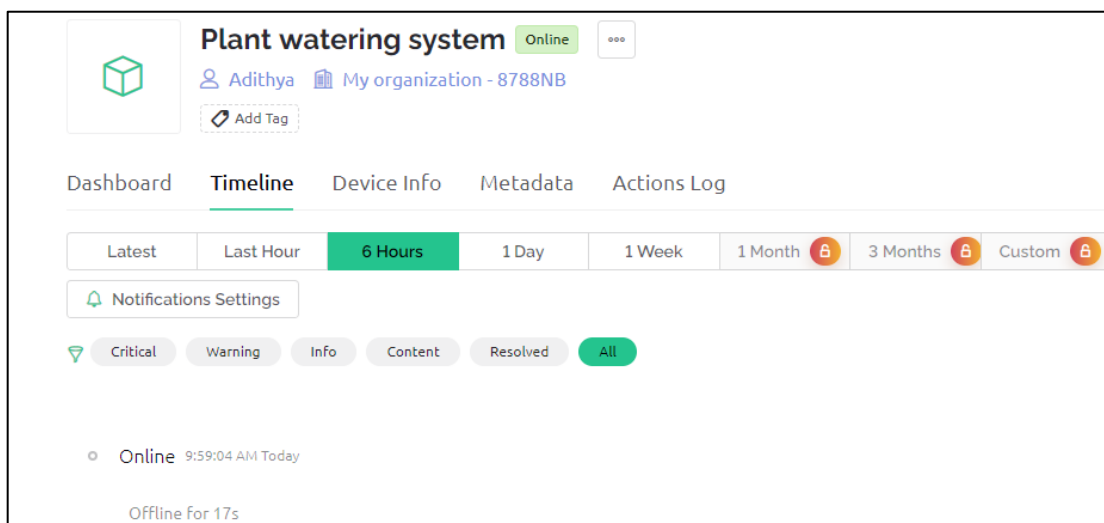 Plant watering system Online
Adithya My organization - 8788NB
Add Tag
Dashboard Timeline Device Info Metadata Actions Log
Latest Last Hour 6 Hours 1 Day 1 Week 1 Month 3 Months Custom
Notifications Settings
Critical Warning Info Content Resolved All
Online 9:59:04 AM Today
Offline for 17s